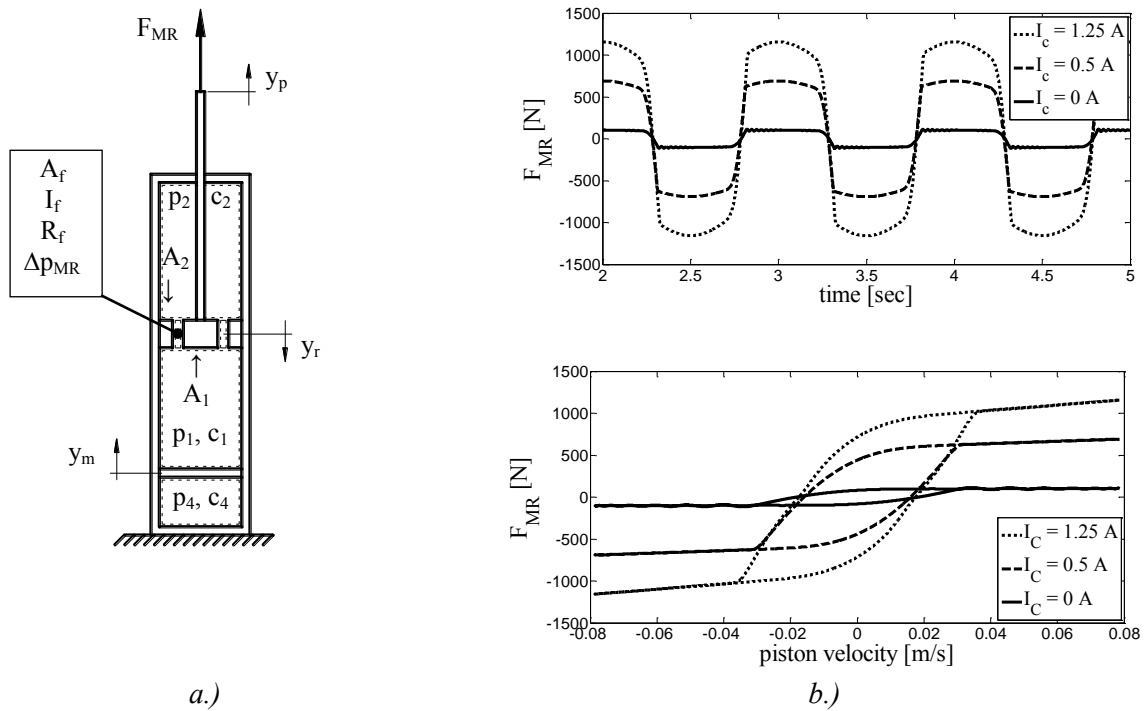 F_MR
y_p
A_f
I_f
R_f
Δp_MR
p_2 c_2
A_2
↓
y_r
↑
A_1
p_1, c_1
y_m
p_4, c_4
a.)
1500
1000
500
0
-500
-1000
-1500
F_MR [N]
2 2.5 3 3.5 4 4.5 5
time [sec]
I_c = 1.25 A
I_c = 0.5 A
I_c = 0 A
1500
1000
500
0
-500
-1000
-1500
F_MR [N]
-0.08 -0.06 -0.04 -0.02 0 0.02 0.04 0.06 0.08
piston velocity [m/s]
I_C = 1.25 A
I_C = 0.5 A
I_C = 0 A
b.)